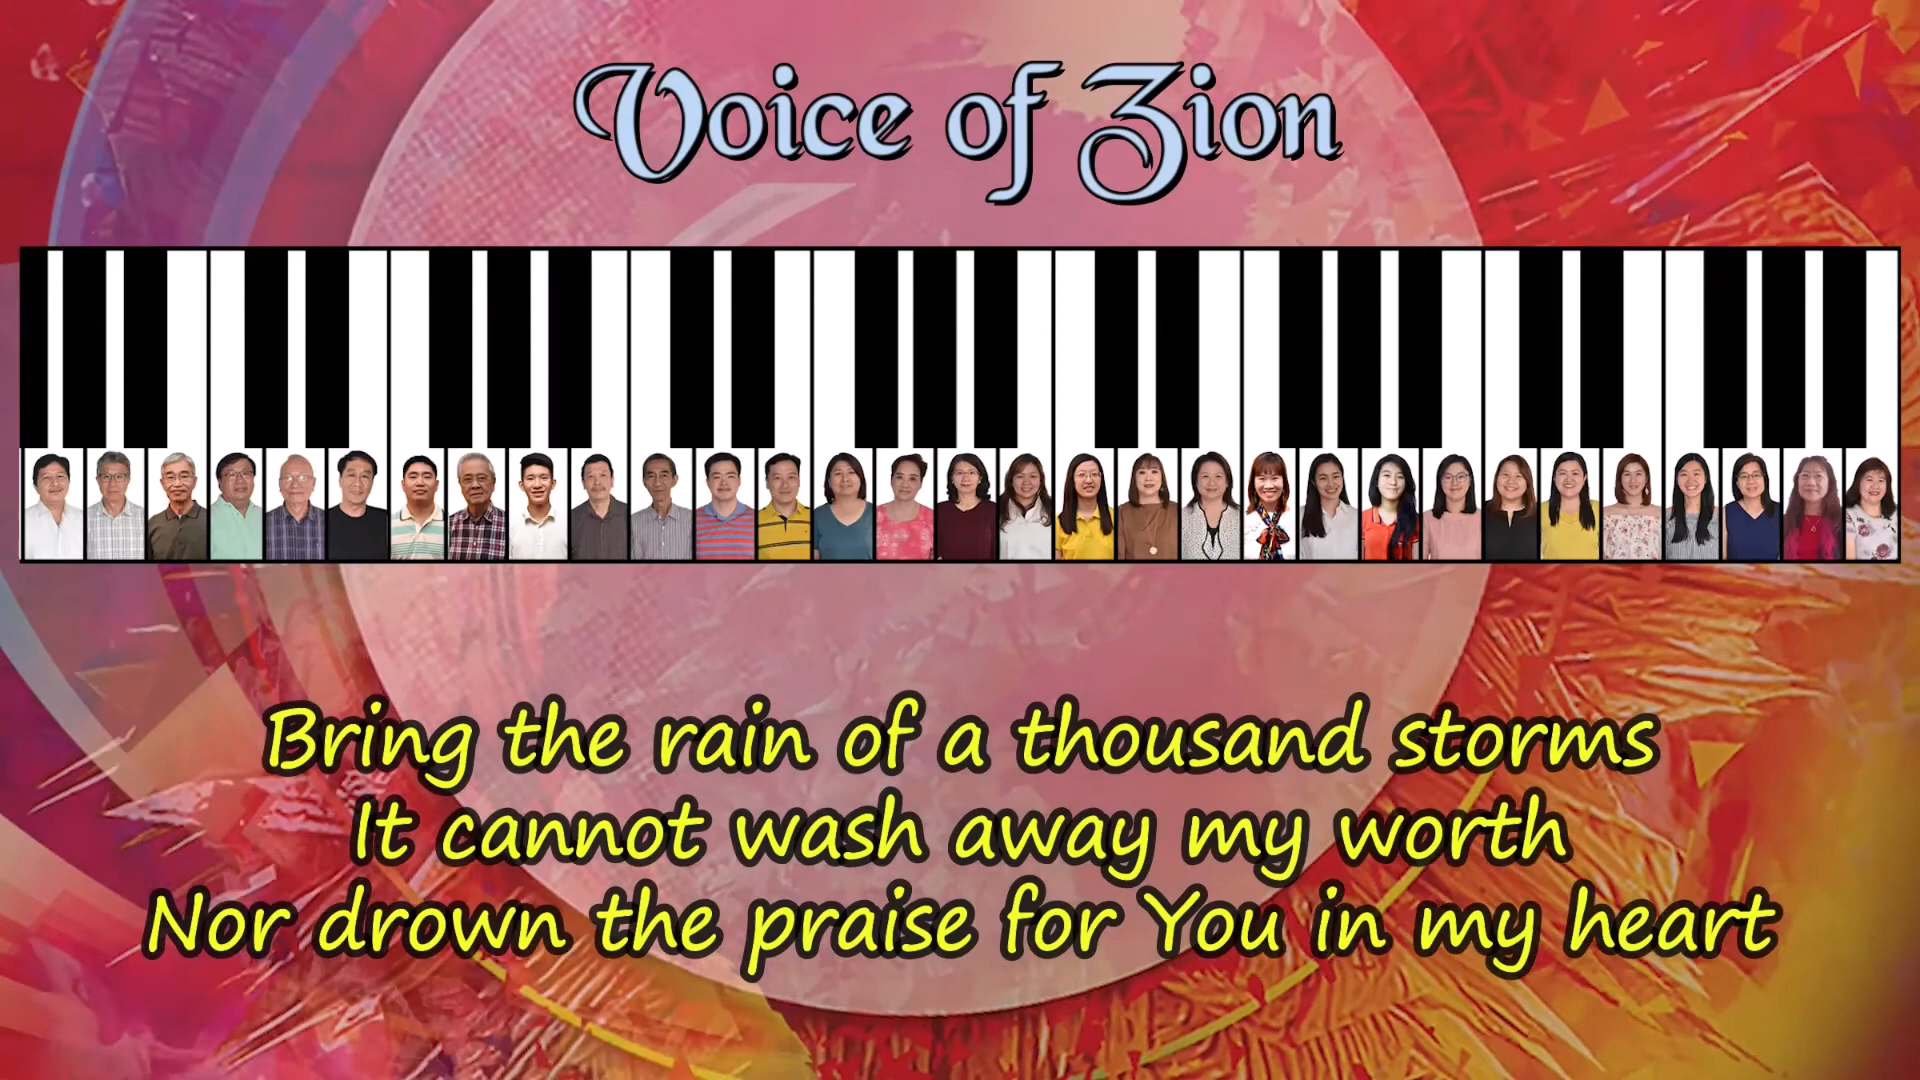 Voice of Zion
Bring the rain of a thousand storms
It cannot wash away my worth
Nor drown the praise for You in my heart